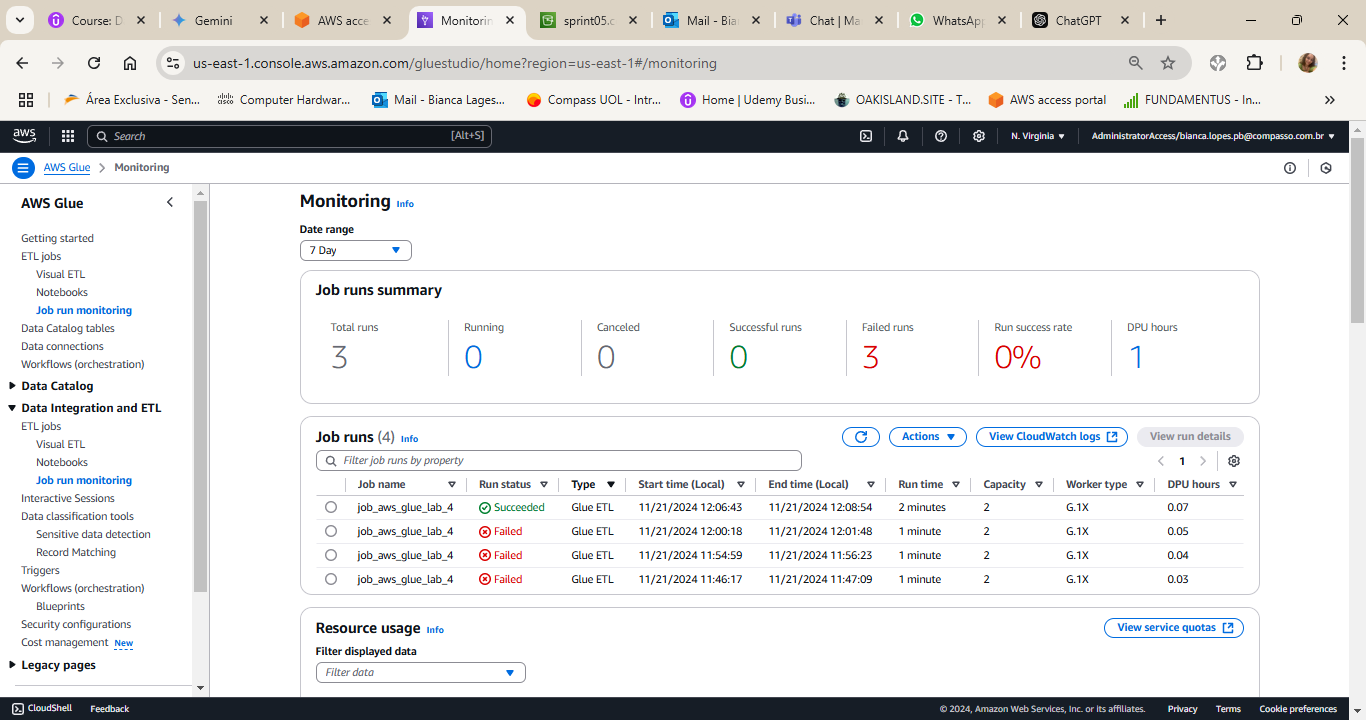 Course: D
Gemini
AWS acce
Monitorin
sprint05.c
Mail - Bian
Chat | Ma
WhatsApp
ChatGPT
us-east-1.console.aws.amazon.com/gluestudio/home?region=us-east-1#/monitoring
Área Exclusiva - Sen...
Computer Hardwar...
Mail - Bianca Lages...
Compass UOL - Intr...
Home | Udemy Busi...
OAKISLAND.SITE - T...
AWS access portal
FUNDAMENTUS - In...
aws
Search [Alt+S]
N. Virginia
AdministratorAccess/bianca.lopes.pb@compasso.com.br
AWS Glue > Monitoring
AWS Glue
Getting started
ETL jobs
Visual ETL
Notebooks
Job run monitoring
Data Catalog tables
Data connections
Workflows (orchestration)
Data Catalog
Data Integration and ETL
ETL jobs
Visual ETL
Notebooks
Job run monitoring
Interactive Sessions
Data classification tools
Sensitive data detection
Record Matching
Triggers
Workflows (orchestration)
Blueprints
Security configurations
Cost management New
Legacy pages
Monitoring Info
Date range
7 Day
Job runs summary
Total runs Running Canceled Successful runs Failed runs Run success rate DPU hours
3 0 0 0 3 0% 1
Job runs (4) Info
Actions View CloudWatch logs View run details
Filter job runs by property
1
Job name Run status Type Start time (Local) End time (Local) Run time Capacity Worker type DPU hours
job_aws_glue_lab_4 Succeeded Glue ETL 11/21/2024 12:06:43 11/21/2024 12:08:54 2 minutes 2 G.1X 0.07
job_aws_glue_lab_4 Failed Glue ETL 11/21/2024 12:00:18 11/21/2024 12:01:48 1 minute 2 G.1X 0.05
job_aws_glue_lab_4 Failed Glue ETL 11/21/2024 11:54:59 11/21/2024 11:56:23 1 minute 2 G.1X 0.04
job_aws_glue_lab_4 Failed Glue ETL 11/21/2024 11:46:17 11/21/2024 11:47:09 1 minute 2 G.1X 0.03
Resource usage Info
View service quotas
Filter displayed data
Filter data
CloudShell Feedback
© 2024, Amazon Web Services, Inc. or its affiliates. Privacy Terms Cookie preferences